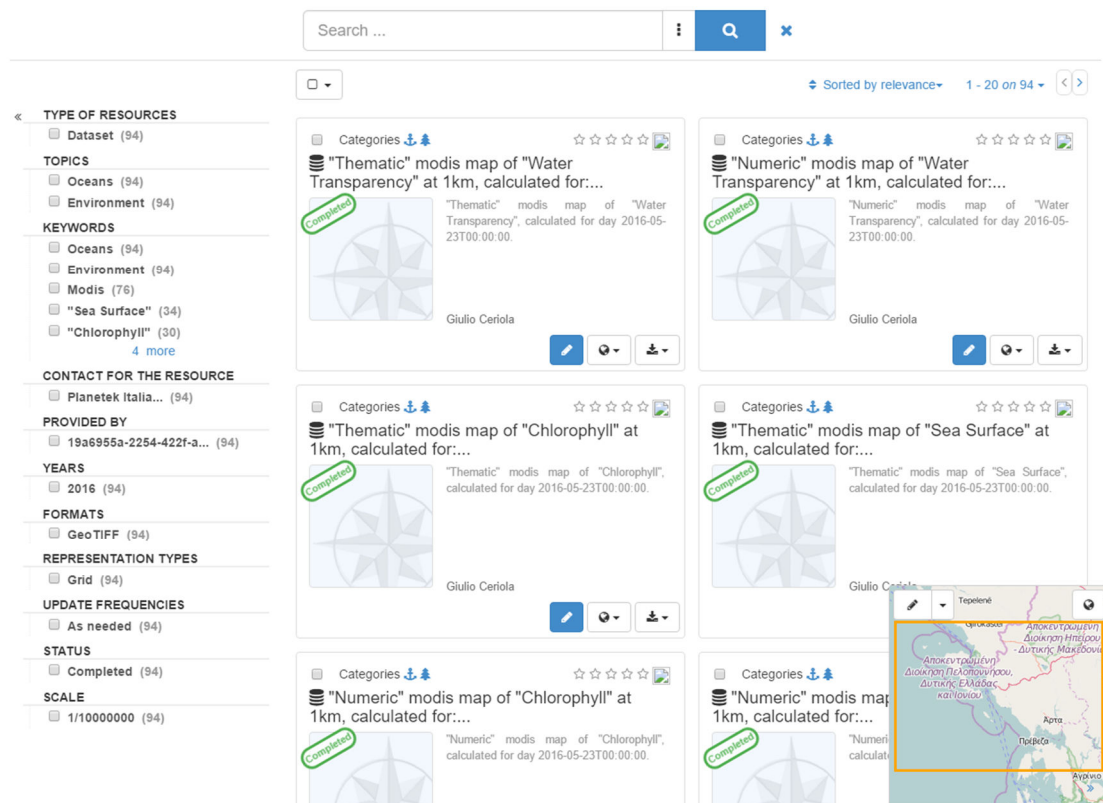 Search ...
Sorted by relevance
1 - 20 on 94
«
TYPE OF RESOURCES
Dataset (94)
TOPICS
Oceans (94)
Environment (94)
KEYWORDS
Oceans (94)
Environment (94)
Modis (76)
"Sea Surface" (34)
"Chlorophyll" (30)
4 more
CONTACT FOR THE RESOURCE
Planetek Italia... (94)
PROVIDED BY
19a6955a-2254-422f-a... (94)
YEARS
2016 (94)
FORMATS
GeoTIFF (94)
REPRESENTATION TYPES
Grid (94)
UPDATE FREQUENCIES
As needed (94)
STATUS
Completed (94)
SCALE
1/10000000 (94)
Categories
"Thematic" modis map of "Water
Transparency" at 1km, calculated for:...
Completed
"Thematic" modis map of "Water
Transparency", calculated for day 2016-05-
23T00:00:00.
Giulio Ceriola
Categories
"Numeric" modis map of "Water
Transparency" at 1km, calculated for:...
Completed
"Numeric" modis map of "Water
Transparency", calculated for day 2016-05-
23T00:00:00.
Giulio Ceriola
Categories
"Thematic" modis map of "Chlorophyll" at
1km, calculated for:...
Completed
"Thematic" modis map of "Chlorophyll",
calculated for day 2016-05-23T00:00:00.
Giulio Ceriola
Categories
"Thematic" modis map of "Sea Surface" at
1km, calculated for:...
Completed
"Thematic" modis map of "Sea Surface",
calculated for day 2016-05-23T00:00:00.
Giulio Ceriola
Categories
"Numeric" modis map of "Chlorophyll" at
1km, calculated for:...
Completed
"Numeric" modis map of "Chlorophyll",
calculated for day 2016-05-23T00:00:00.
Categories
"Numeric" modis map
1km, calculated for:...
Completed
"Numeri
calculat
Tepelenë
Gjirokastër
Αποκεντρωμένη
Διοίκηση Ηπείρου
- Δυτικής Μακεδονί
Αποκεντρωμένη
Διοίκηση Πελοποννήσου,
Δυτικής Ελλάδας
και Ιονίου
Άρτα
Πρέβεζα
Αγρίνιο
»